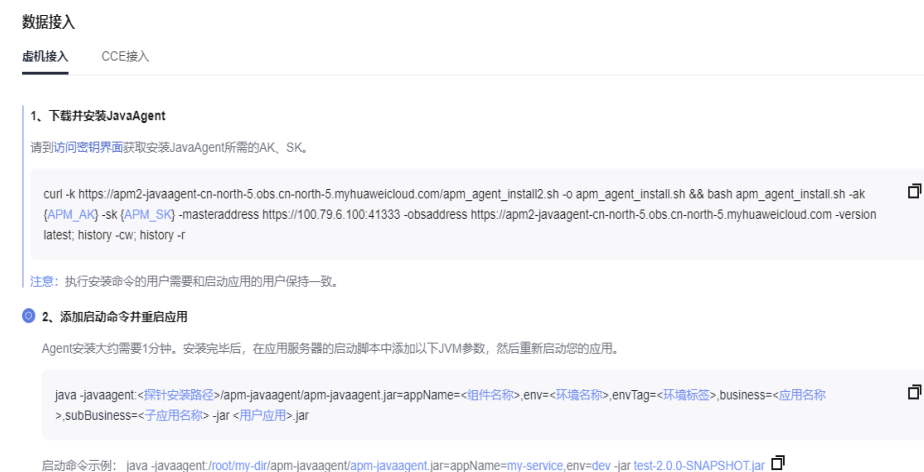 数据接入
虚机接入 CCE接入
1、下载并安装JavaAgent
请到访问密钥界面获取安装JavaAgent所需的AK、SK。
curl -k https://apm2-javaagent-cn-north-5.obs.cn-north-5.myhuaweicloud.com/apm_agent_install2.sh -o apm_agent_install.sh && bash apm_agent_install.sh -ak
{APM_AK} -sk {APM_SK} -masteraddress https://100.79.6.100:41333 -obsaddress https://apm2-javaagent-cn-north-5.obs.cn-north-5.myhuaweicloud.com -version
latest; history -cw; history -r
注意：执行安装命令的用户需要和启动应用的用户保持一致。
2、添加启动命令并重启应用
Agent安装大约需要1分钟。安装完毕后，在应用服务器的启动脚本中添加以下JVM参数，然后重新启动您的应用。
java -javaagent:<探针安装路径>/apm-javaagent/apm-javaagent.jar=appName=<组件名称>,env=<环境名称>,envTag=<环境标签>,business=<应用名称
>,subBusiness=<子应用名称> -jar <用户应用>.jar
启动命令示例： java -javaagent:/root/my-dir/apm-javaagent/apm-javaagent.jar=appName=my-service,env=dev -jar test-2.0.0-SNAPSHOT.jar